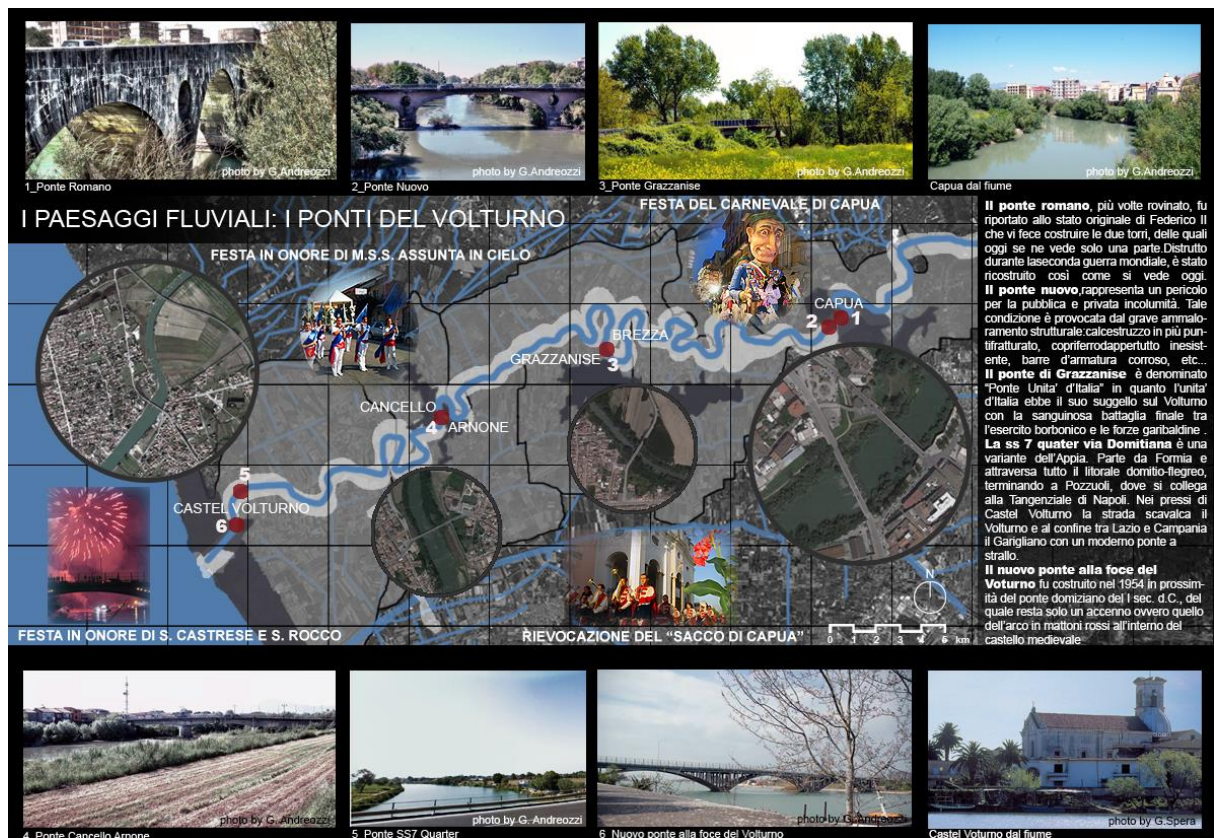 photo by G.Andreozzi
1_Ponte Romano
photo by G.Andreozzi
2_Ponte Nuovo
photo by G.Andreozzi
3_Ponte Grazzanise
photo by G.Andreozzi
Capua dal fiume
I PAESAGGI FLUVIALI: I PONTI DEL VOLTURNO
FESTA DEL CARNEVALE DI CAPUA
FESTA IN ONORE DI M.S.S. ASSUNTA IN CIELO
CAPUA
2 1
BREZZA
GRAZZANISE
3
CANCELLO
4 ARNONE
5
CASTEL VOLTURNO
6
FESTA IN ONORE DI S. CASTRESE E S. ROCCO
RIEVOCAZIONE DEL “SACCO DI CAPUA”
N
0 1 2 3 4 5 km
Il ponte romano, più volte rovinato, fu
riportato allo stato originale di Federico II
che vi fece costruire le due torri, delle quali
oggi se ne vede solo una parte.Distrutto
durante laseconda guerra mondiale, è stato
ricostruito così come si vede oggi.
Il ponte nuovo,rappresenta un pericolo
per la pubblica e privata incolumità. Tale
condizione è provocata dal grave ammalo-
ramento strutturale:calcestruzzo in più pun-
tifratturato, copriferrodappertutto inesist-
ente, barre d'armatura corroso, etc...
Il ponte di Grazzanise è denominato
“Ponte Unita' d'Italia” in quanto l'unita'
d'Italia ebbe il suo suggello sul Volturno
con la sanguinosa battaglia finale tra
l'esercito borbonico e le forze garibaldine .
La ss 7 quater via Domitiana è una
variante dell'Appia. Parte da Formia e
attraversa tutto il litorale domitio-flegreo,
terminando a Pozzuoli, dove si collega
alla Tangenziale di Napoli. Nei pressi di
Castel Volturno la strada scavalca il
Volturno e al confine tra Lazio e Campania
il Garigliano con un moderno ponte a
strallo.
Il nuovo ponte alla foce del
Voturno fu costruito nel 1954 in prossim-
ità del ponte domiziano del I sec. d.C., del
quale resta solo un accenno ovvero quello
dell'arco in mattoni rossi all'interno del
castello medievale
photo by G. Andreozzi
4_Ponte Cancello Arnone
photo by G. Andreozzi
5_Ponte SS7 Quarter
photo by G. Andreozzi
6_Nuovo ponte alla foce del Volturno
photo by G.Spera
Castel Voturno dal fiume